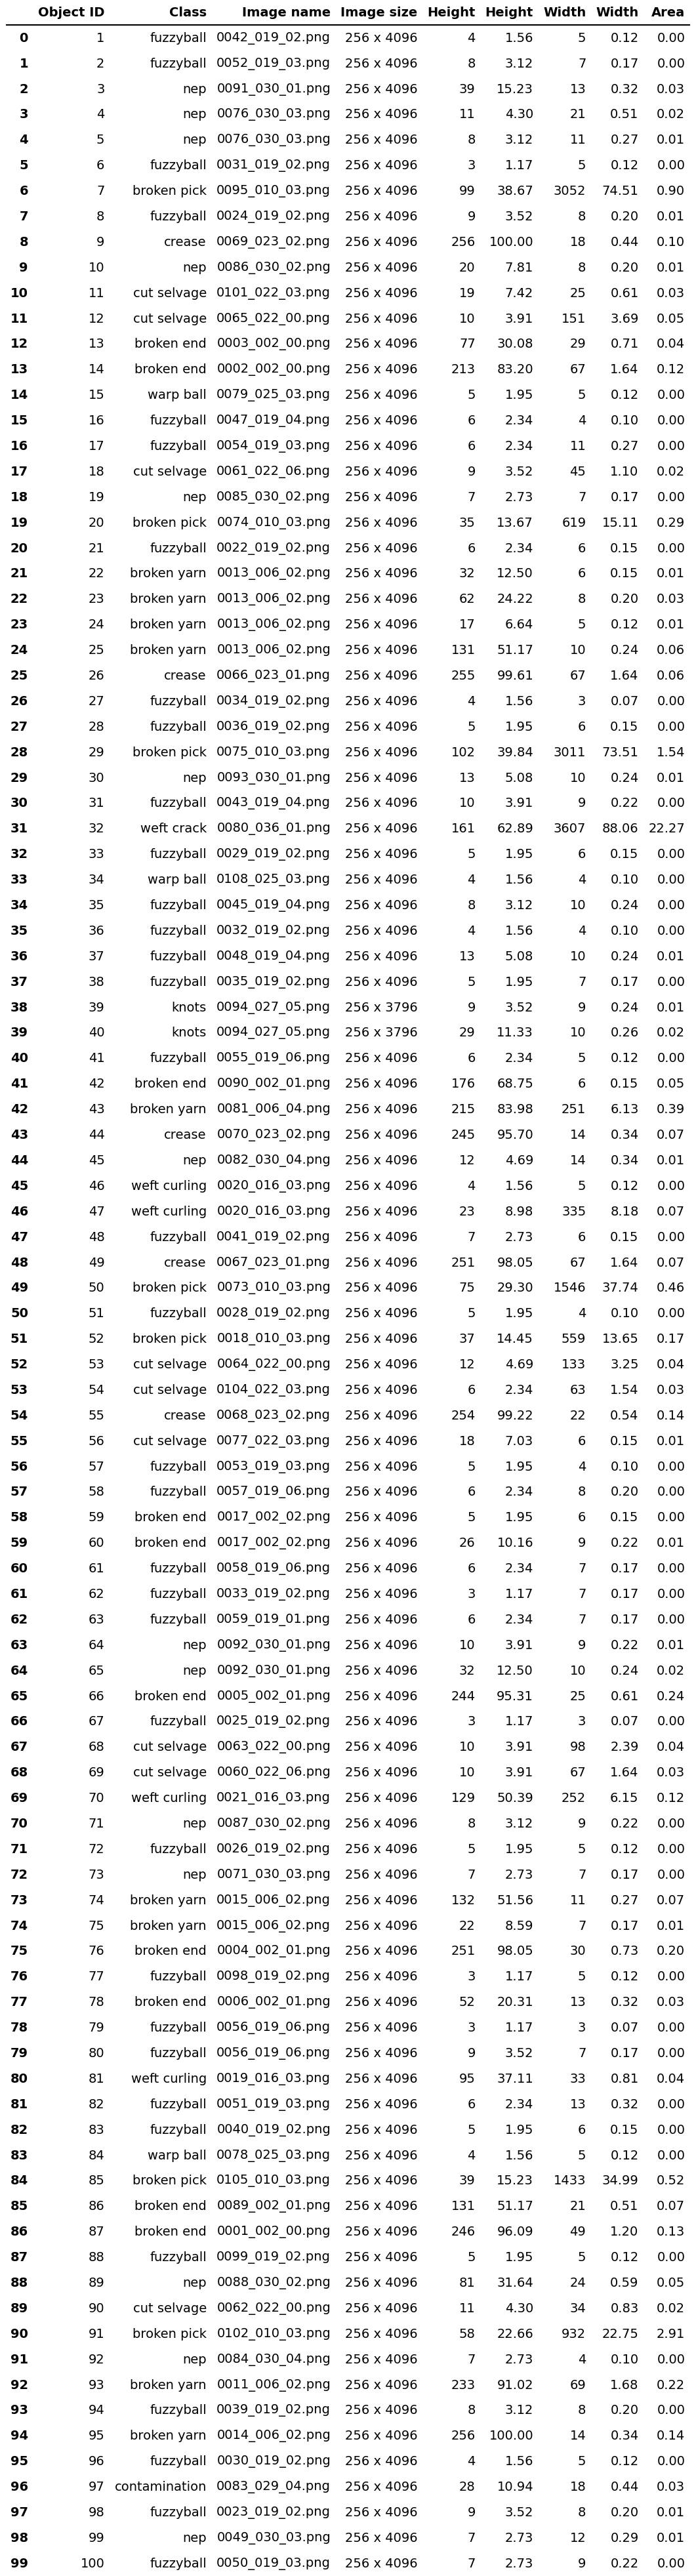 Object ID Class Image name Image size Height Height Width Width Area
0 1 fuzzyball 0042_019_02.png 256 x 4096 4 1.56 5 0.12 0.00
1 2 fuzzyball 0052_019_03.png 256 x 4096 8 3.12 7 0.17 0.00
2 3 nep 0091_030_01.png 256 x 4096 39 15.23 13 0.32 0.03
3 4 nep 0076_030_03.png 256 x 4096 11 4.30 21 0.51 0.02
4 5 nep 0076_030_03.png 256 x 4096 8 3.12 11 0.27 0.01
5 6 fuzzyball 0031_019_02.png 256 x 4096 3 1.17 5 0.12 0.00
6 7 broken pick 0095_010_03.png 256 x 4096 99 38.67 3052 74.51 0.90
7 8 fuzzyball 0024_019_02.png 256 x 4096 9 3.52 8 0.20 0.01
8 9 crease 0069_023_02.png 256 x 4096 256 100.00 18 0.44 0.10
9 10 nep 0086_030_02.png 256 x 4096 20 7.81 8 0.20 0.01
10 11 cut selvage 0101_022_03.png 256 x 4096 19 7.42 25 0.61 0.03
11 12 cut selvage 0065_022_00.png 256 x 4096 10 3.91 151 3.69 0.05
12 13 broken end 0003_002_00.png 256 x 4096 77 30.08 29 0.71 0.04
13 14 broken end 0002_002_00.png 256 x 4096 213 83.20 67 1.64 0.12
14 15 warp ball 0079_025_03.png 256 x 4096 5 1.95 5 0.12 0.00
15 16 fuzzyball 0047_019_04.png 256 x 4096 6 2.34 4 0.10 0.00
16 17 fuzzyball 0054_019_03.png 256 x 4096 6 2.34 11 0.27 0.00
17 18 cut selvage 0061_022_06.png 256 x 4096 9 3.52 45 1.10 0.02
18 19 nep 0085_030_02.png 256 x 4096 7 2.73 7 0.17 0.00
19 20 broken pick 0074_010_03.png 256 x 4096 35 13.67 619 15.11 0.29
20 21 fuzzyball 0022_019_02.png 256 x 4096 6 2.34 6 0.15 0.00
21 22 broken yarn 0013_006_02.png 256 x 4096 32 12.50 6 0.15 0.01
22 23 broken yarn 0013_006_02.png 256 x 4096 62 24.22 8 0.20 0.03
23 24 broken yarn 0013_006_02.png 256 x 4096 17 6.64 5 0.12 0.01
24 25 broken yarn 0013_006_02.png 256 x 4096 131 51.17 10 0.24 0.06
25 26 crease 0066_023_01.png 256 x 4096 255 99.61 67 1.64 0.06
26 27 fuzzyball 0034_019_02.png 256 x 4096 4 1.56 3 0.07 0.00
27 28 fuzzyball 0036_019_02.png 256 x 4096 5 1.95 6 0.15 0.00
28 29 broken pick 0075_010_03.png 256 x 4096 102 39.84 3011 73.51 1.54
29 30 nep 0093_030_01.png 256 x 4096 13 5.08 10 0.24 0.01
30 31 fuzzyball 0043_019_04.png 256 x 4096 10 3.91 9 0.22 0.00
31 32 weft crack 0080_036_01.png 256 x 4096 161 62.89 3607 88.06 22.27
32 33 fuzzyball 0029_019_02.png 256 x 4096 5 1.95 6 0.15 0.00
33 34 warp ball 0108_025_03.png 256 x 4096 4 1.56 4 0.10 0.00
34 35 fuzzyball 0045_019_04.png 256 x 4096 8 3.12 10 0.24 0.00
35 36 fuzzyball 0032_019_02.png 256 x 4096 4 1.56 4 0.10 0.00
36 37 fuzzyball 0048_019_04.png 256 x 4096 13 5.08 10 0.24 0.01
37 38 fuzzyball 0035_019_02.png 256 x 4096 5 1.95 7 0.17 0.00
38 39 knots 0094_027_05.png 256 x 3796 9 3.52 9 0.24 0.01
39 40 knots 0094_027_05.png 256 x 3796 29 11.33 10 0.26 0.02
40 41 fuzzyball 0055_019_06.png 256 x 4096 6 2.34 5 0.12 0.00
41 42 broken end 0090_002_01.png 256 x 4096 176 68.75 6 0.15 0.05
42 43 broken yarn 0081_006_04.png 256 x 4096 215 83.98 251 6.13 0.39
43 44 crease 0070_023_02.png 256 x 4096 245 95.70 14 0.34 0.07
44 45 nep 0082_030_04.png 256 x 4096 12 4.69 14 0.34 0.01
45 46 weft curling 0020_016_03.png 256 x 4096 4 1.56 5 0.12 0.00
46 47 weft curling 0020_016_03.png 256 x 4096 23 8.98 335 8.18 0.07
47 48 fuzzyball 0041_019_02.png 256 x 4096 7 2.73 6 0.15 0.00
48 49 crease 0067_023_01.png 256 x 4096 251 98.05 67 1.64 0.07
49 50 broken pick 0073_010_03.png 256 x 4096 75 29.30 1546 37.74 0.46
50 51 fuzzyball 0028_019_02.png 256 x 4096 5 1.95 4 0.10 0.00
51 52 broken pick 0018_010_03.png 256 x 4096 37 14.45 559 13.65 0.17
52 53 cut selvage 0064_022_00.png 256 x 4096 12 4.69 133 3.25 0.04
53 54 cut selvage 0104_022_03.png 256 x 4096 6 2.34 63 1.54 0.03
54 55 crease 0068_023_02.png 256 x 4096 254 99.22 22 0.54 0.14
55 56 cut selvage 0077_022_03.png 256 x 4096 18 7.03 6 0.15 0.01
56 57 fuzzyball 0053_019_03.png 256 x 4096 5 1.95 4 0.10 0.00
57 58 fuzzyball 0057_019_06.png 256 x 4096 6 2.34 8 0.20 0.00
58 59 broken end 0017_002_02.png 256 x 4096 5 1.95 6 0.15 0.00
59 60 broken end 0017_002_02.png 256 x 4096 26 10.16 9 0.22 0.01
60 61 fuzzyball 0058_019_06.png 256 x 4096 6 2.34 7 0.17 0.00
61 62 fuzzyball 0033_019_02.png 256 x 4096 3 1.17 7 0.17 0.00
62 63 fuzzyball 0059_019_01.png 256 x 4096 6 2.34 7 0.17 0.00
63 64 nep 0092_030_01.png 256 x 4096 10 3.91 9 0.22 0.01
64 65 nep 0092_030_01.png 256 x 4096 32 12.50 10 0.24 0.02
65 66 broken end 0005_002_01.png 256 x 4096 244 95.31 25 0.61 0.24
66 67 fuzzyball 0025_019_02.png 256 x 4096 3 1.17 3 0.07 0.00
67 68 cut selvage 0063_022_00.png 256 x 4096 10 3.91 98 2.39 0.04
68 69 cut selvage 0060_022_06.png 256 x 4096 10 3.91 67 1.64 0.03
69 70 weft curling 0021_016_03.png 256 x 4096 129 50.39 252 6.15 0.12
70 71 nep 0087_030_02.png 256 x 4096 8 3.12 9 0.22 0.00
71 72 fuzzyball 0026_019_02.png 256 x 4096 5 1.95 5 0.12 0.00
72 73 nep 0071_030_03.png 256 x 4096 7 2.73 7 0.17 0.00
73 74 broken yarn 0015_006_02.png 256 x 4096 132 51.56 11 0.27 0.07
74 75 broken yarn 0015_006_02.png 256 x 4096 22 8.59 7 0.17 0.01
75 76 broken end 0004_002_01.png 256 x 4096 251 98.05 30 0.73 0.20
76 77 fuzzyball 0098_019_02.png 256 x 4096 3 1.17 5 0.12 0.00
77 78 broken end 0006_002_01.png 256 x 4096 52 20.31 13 0.32 0.03
78 79 fuzzyball 0056_019_06.png 256 x 4096 3 1.17 3 0.07 0.00
79 80 fuzzyball 0056_019_06.png 256 x 4096 9 3.52 7 0.17 0.00
80 81 weft curling 0019_016_03.png 256 x 4096 95 37.11 33 0.81 0.04
81 82 fuzzyball 0051_019_03.png 256 x 4096 6 2.34 13 0.32 0.00
82 83 fuzzyball 0040_019_02.png 256 x 4096 5 1.95 6 0.15 0.00
83 84 warp ball 0078_025_03.png 256 x 4096 4 1.56 5 0.12 0.00
84 85 broken pick 0105_010_03.png 256 x 4096 39 15.23 1433 34.99 0.52
85 86 broken end 0089_002_01.png 256 x 4096 131 51.17 21 0.51 0.07
86 87 broken end 0001_002_00.png 256 x 4096 246 96.09 49 1.20 0.13
87 88 fuzzyball 0099_019_02.png 256 x 4096 5 1.95 5 0.12 0.00
88 89 nep 0088_030_02.png 256 x 4096 81 31.64 24 0.59 0.05
89 90 cut selvage 0062_022_00.png 256 x 4096 11 4.30 34 0.83 0.02
90 91 broken pick 0102_010_03.png 256 x 4096 58 22.66 932 22.75 2.91
91 92 nep 0084_030_04.png 256 x 4096 7 2.73 4 0.10 0.00
92 93 broken yarn 0011_006_02.png 256 x 4096 233 91.02 69 1.68 0.22
93 94 fuzzyball 0039_019_02.png 256 x 4096 8 3.12 8 0.20 0.00
94 95 broken yarn 0014_006_02.png 256 x 4096 256 100.00 14 0.34 0.14
95 96 fuzzyball 0030_019_02.png 256 x 4096 4 1.56 5 0.12 0.00
96 97 contamination 0083_029_04.png 256 x 4096 28 10.94 18 0.44 0.03
97 98 fuzzyball 0023_019_02.png 256 x 4096 9 3.52 8 0.20 0.01
98 99 nep 0049_030_03.png 256 x 4096 7 2.73 12 0.29 0.01
99 100 fuzzyball 0050_019_03.png 256 x 4096 7 2.73 9 0.22 0.00